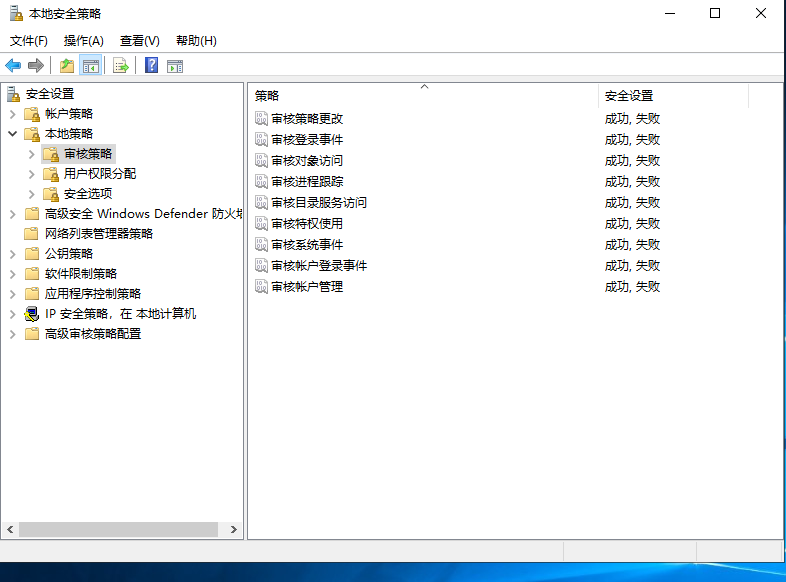 本地安全策略
文件(F) 操作(A) 查看(V) 帮助(H)
安全设置
帐户策略
本地策略
审核策略
用户权限分配
安全选项
高级安全 Windows Defender 防火
网络列表管理器策略
公钥策略
软件限制策略
应用程序控制策略
IP 安全策略，在 本地计算机
高级审核策略配置
策略 安全设置
审核策略更改 成功, 失败
审核登录事件 成功, 失败
审核对象访问 成功, 失败
审核进程跟踪 成功, 失败
审核目录服务访问 成功, 失败
审核特权使用 成功, 失败
审核系统事件 成功, 失败
审核帐户登录事件 成功, 失败
审核帐户管理 成功, 失败